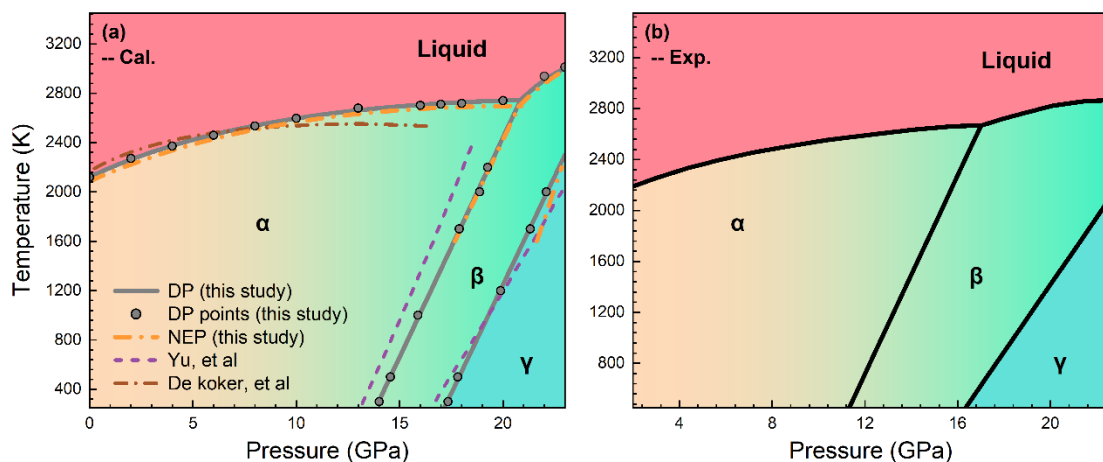 (a)
-- Cal.
Liquid
α
β
γ
DP (this study)
DP points (this study)
NEP (this study)
Yu, et al
De koker, et al
Temperature (K)
3200
2800
2400
2000
1600
1200
800
400
0 5 10 15 20
Pressure (GPa)
(b)
-- Exp.
Liquid
α
β
γ
3200
2800
2400
2000
1600
1200
800
4 8 12 16 20
Pressure (GPa)